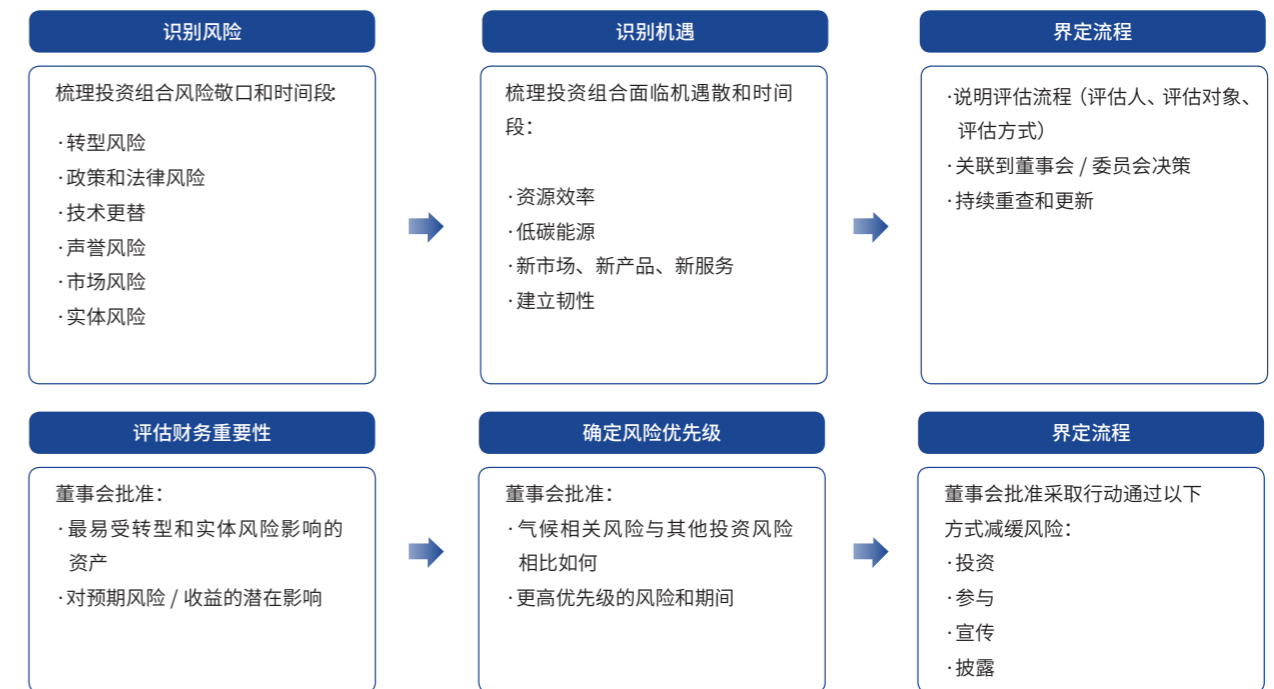 识别风险
梳理投资组合风险敞口和时间段:
·转型风险
·政策和法律风险
·技术更替
·声誉风险
·市场风险
·实体风险
识别机遇
梳理投资组合面临机遇散和时间
段：
·资源效率
·低碳能源
·新市场、新产品、新服务
·建立韧性
界定流程
·说明评估流程（评估人、评估对象、
评估方式）
·关联到董事会 / 委员会决策
·持续重查和更新
评估财务重要性
董事会批准：
·最易受转型和实体风险影响的
资产
·对预期风险 / 收益的潜在影响
确定风险优先级
董事会批准：
·气候相关风险与其他投资风险
相比如何
·更高优先级的风险和期间
界定流程
董事会批准采取行动通过以下
方式减缓风险：
·投资
·参与
·宣传
·披露